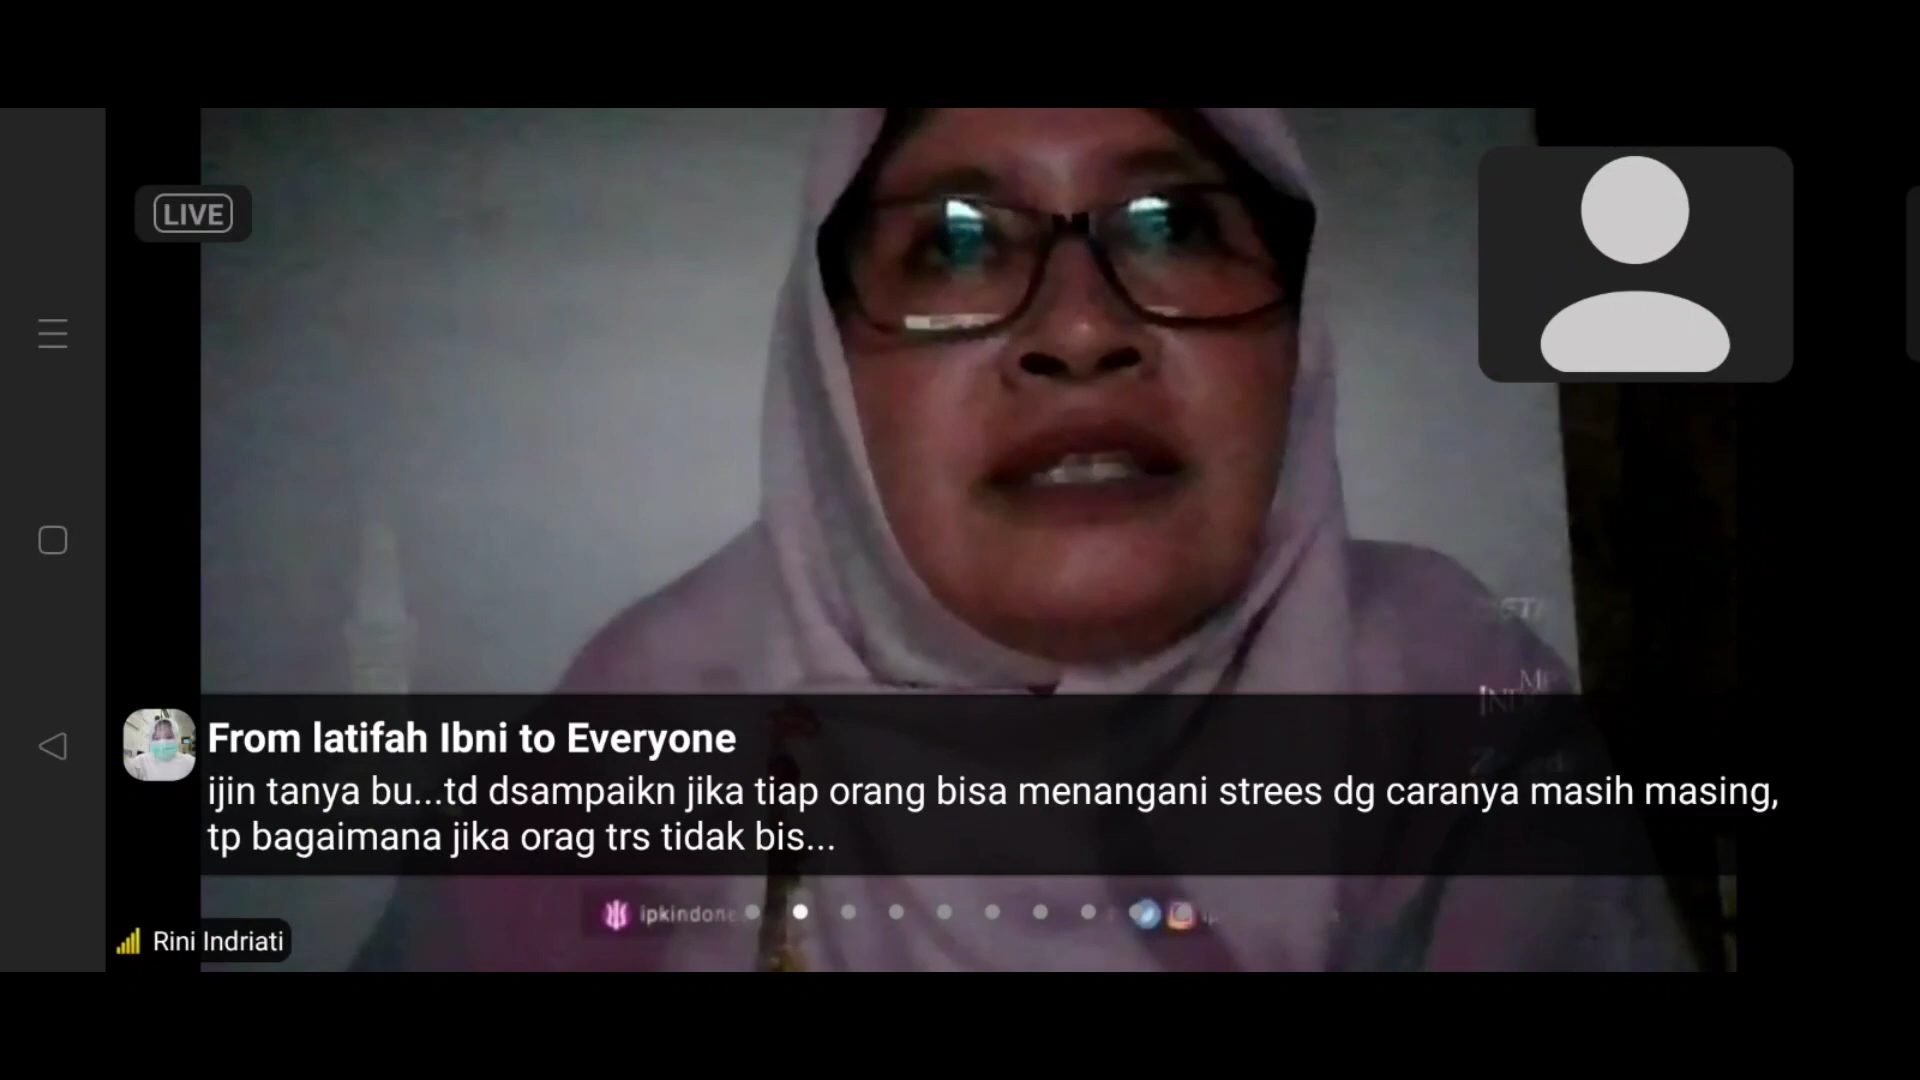 LIVE
From latifah Ibni to Everyone
ijin tanya bu...td dsampaikn jika tiap orang bisa menangani strees dg caranya masih masing,
tp bagaimana jika orag trs tidak bis...
ipkindone
Rini Indriati